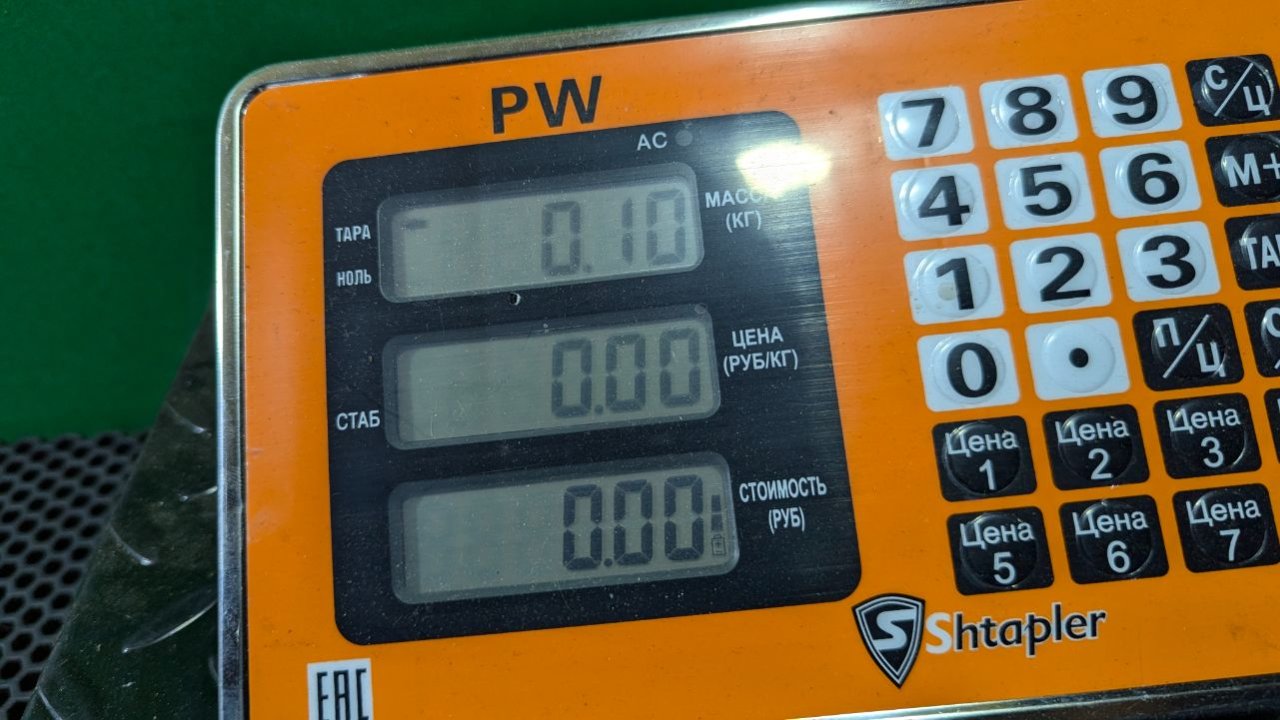 PW
AC
ТАРА
НОЛЬ
0.10
МАССА
(КГ)
СТАБ
0.00
ЦЕНА
(РУБ/КГ)
0.00
СТОИМОСТЬ
(РУБ)
7 8 9 С/Ц
4 5 6 М+
1 2 3
0 • П/Ц
Цена 1 Цена 2 Цена 3
Цена 5 Цена 6 Цена 7
S Shtapler
EAC